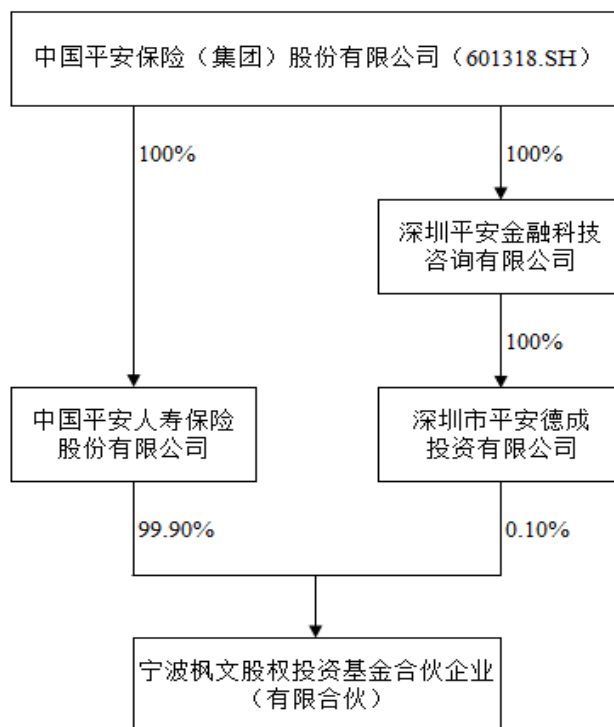 中国平安保险（集团）股份有限公司（601318.SH）
100%
100%
深圳平安金融科技
咨询有限公司
100%
中国平安人寿保险
股份有限公司
深圳市平安德成
投资有限公司
99.90%
0.10%
宁波枫文股权投资基金合伙企业
（有限合伙）